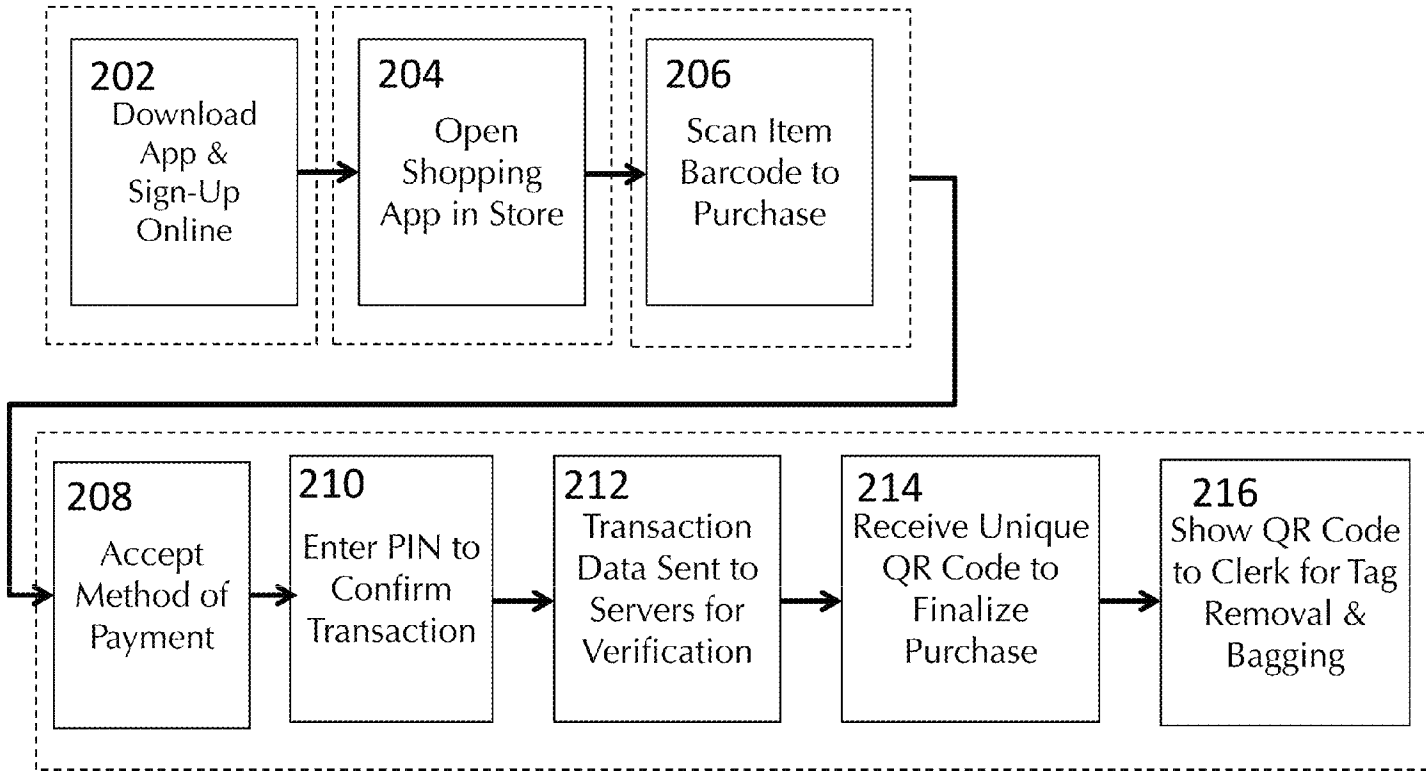 202
Download
App &
Sign-Up
Online
204
Open
Shopping
App in Store
206
Scan Item
Barcode to
Purchase
208
Accept
Method of
Payment
210
Enter PIN to
Confirm
Transaction
212
Transaction
Data Sent to
Servers for
Verification
214
Receive Unique
QR Code to
Finalize
Purchase
216
Show QR Code
to Clerk for Tag
Removal &
Bagging